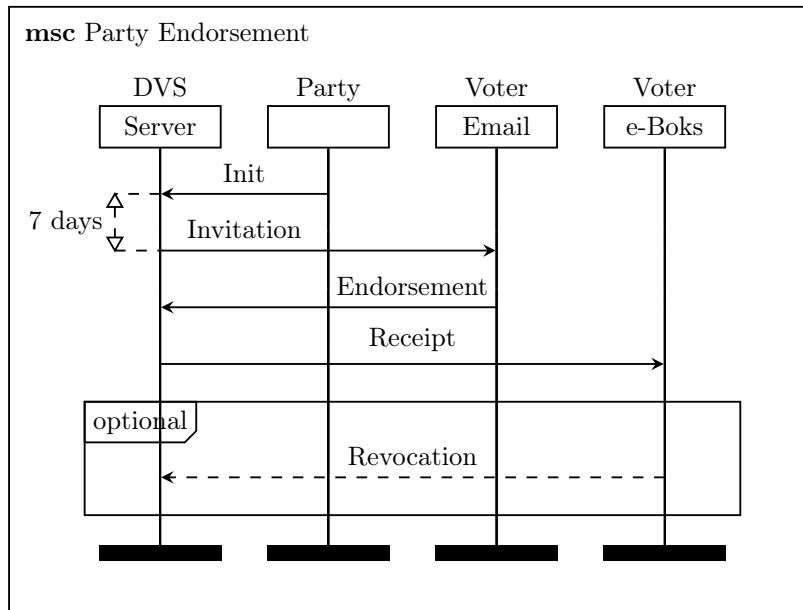 msc Party Endorsement
DVS Party Voter Voter
Server Email e-Boks
Init
7 days
Invitation
Endorsement
Receipt
optional
Revocation